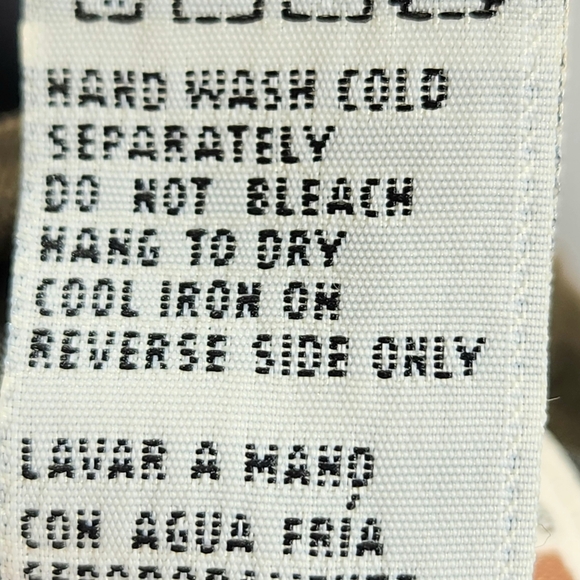 HAND WASH COLD
SEPARATELY
DO NOT BLEACH
HANG TO DRY
COOL IRON ON
REVERSE SIDE ONLY
LAVAR A MANO
CON AGUA FRÍA